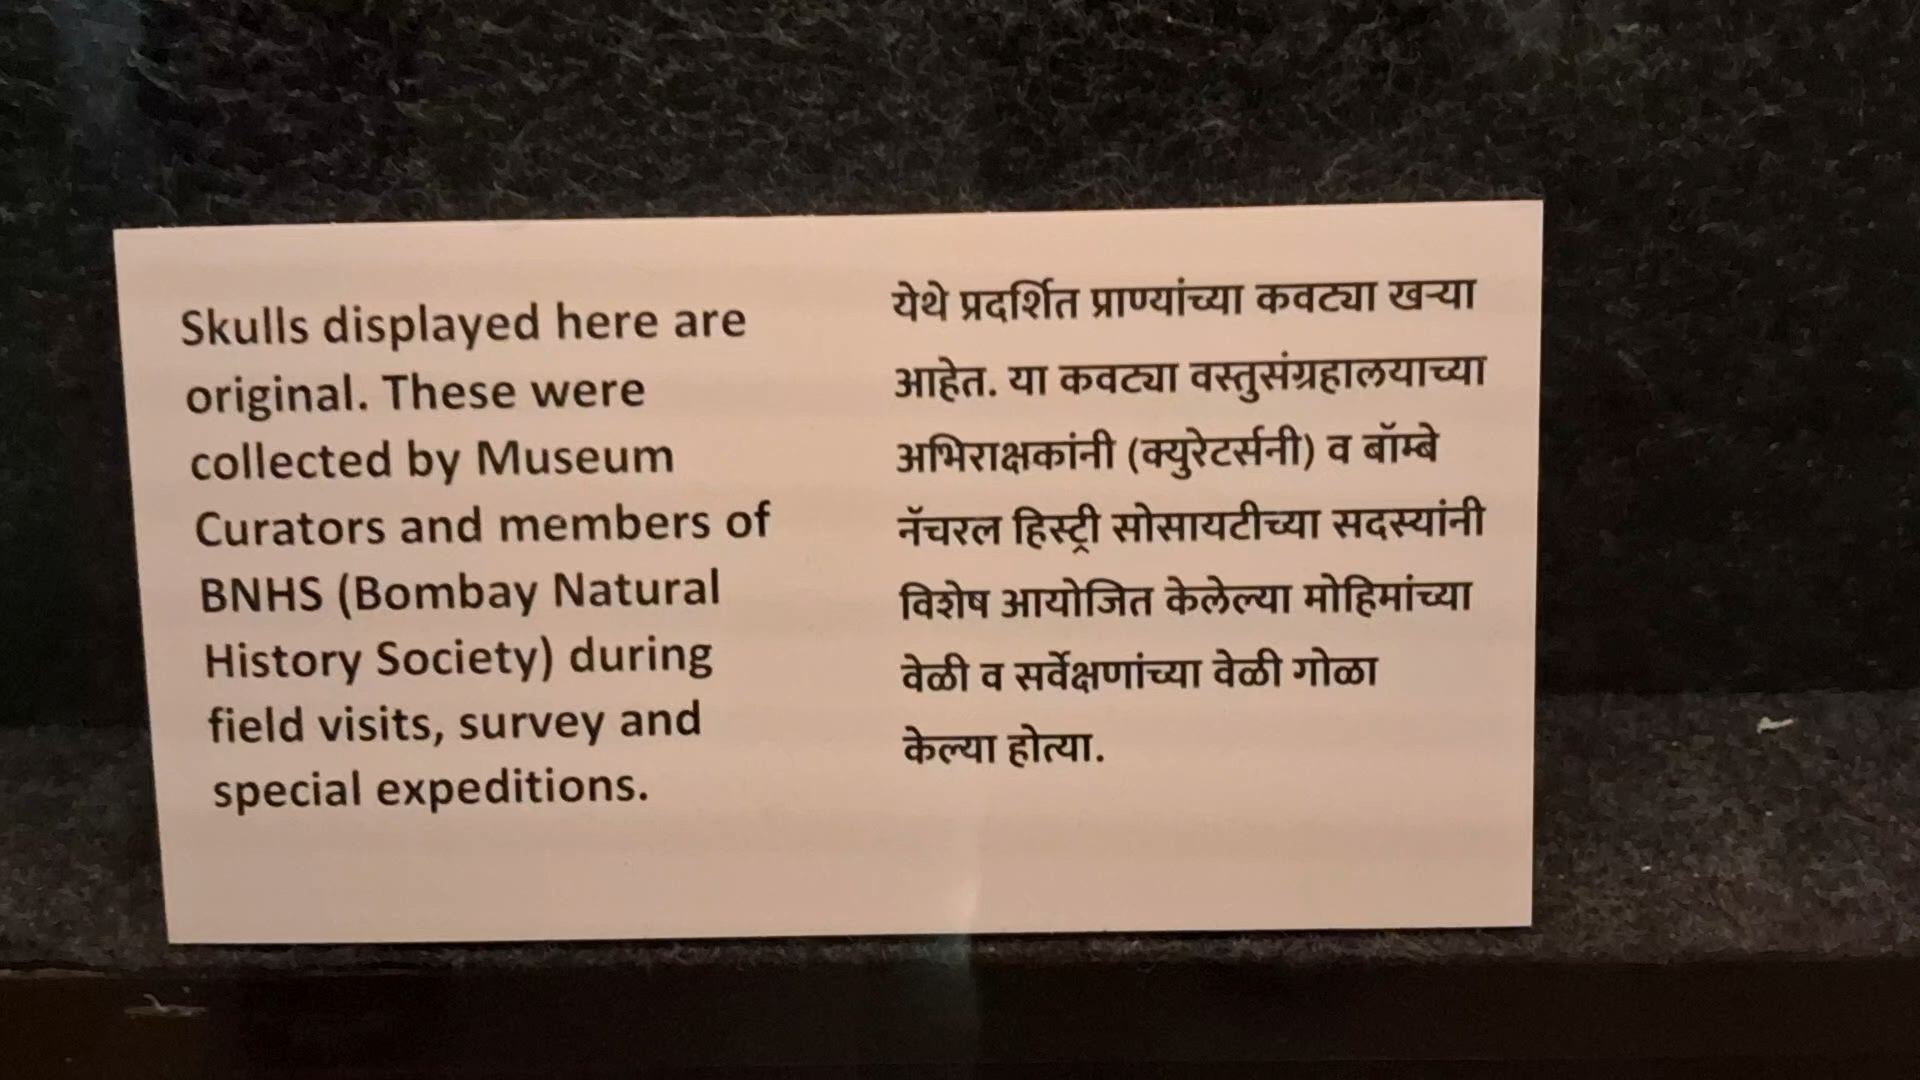 Skulls displayed here are
original. These were
collected by Museum
Curators and members of
BNHS (Bombay Natural
History Society) during
field visits, survey and
special expeditions.
येथे प्रदर्शित प्राण्यांच्या कवट्या खऱ्या
आहेत. या कवट्या वस्तुसंग्रहालयाच्या
अभिराक्षकांनी (क्युरेटर्सनी) व बॉम्बे
नॅचरल हिस्ट्री सोसायटीच्या सदस्यांनी
विशेष आयोजित केलेल्या मोहिमांच्या
वेळी व सर्वेक्षणांच्या वेळी गोळा
केल्या होत्या.